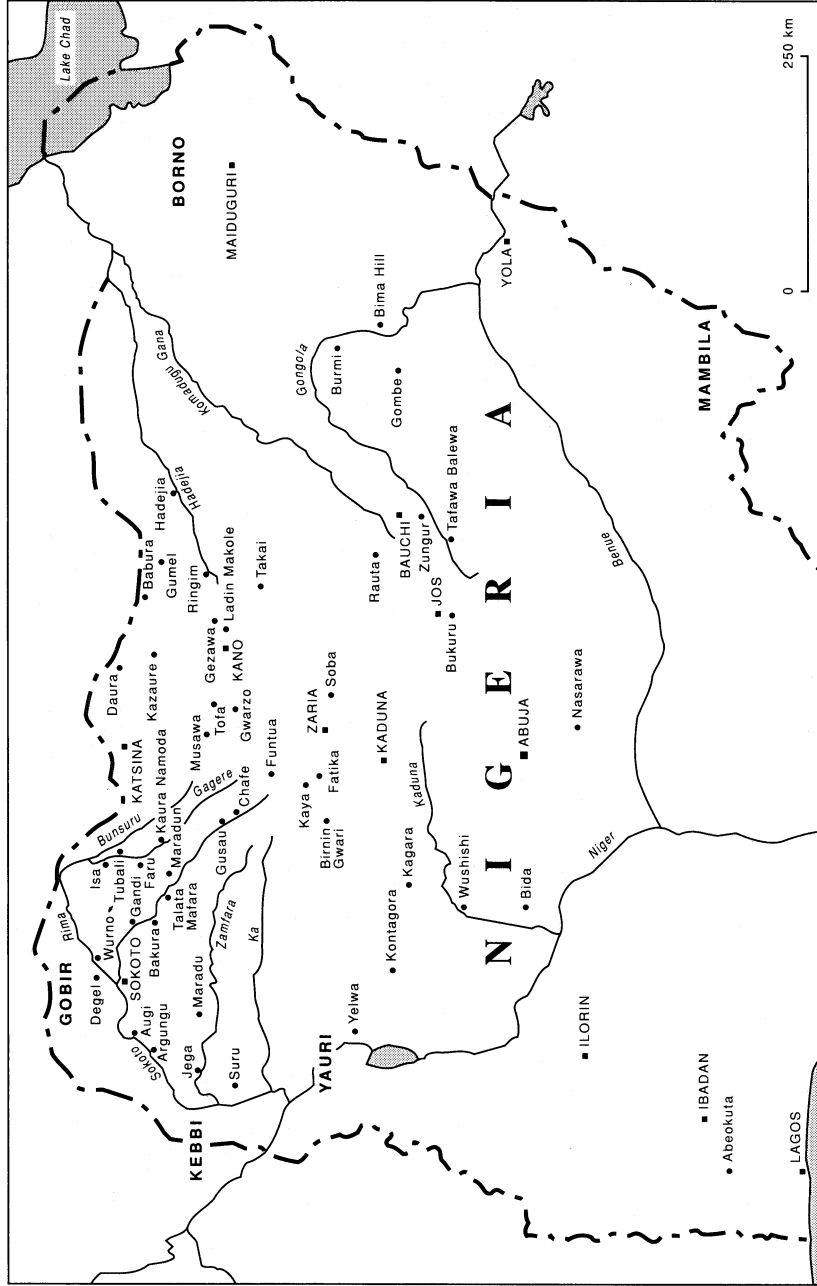 Lake Chad
GOBIR
BORNO
MAIDUGURI
KEBBI
YAURI
MAMBILA
NIGERIA
Rima
Bunsuru
Gagere
Sokoto
Zamfara
Ka
Hadejia
Komadugu Gana
Gongola
Kaduna
Niger
Benue
Degel
Wurno
SOKOTO
Isa
Tubali
Gandi
Faru
Bakura
Talata
Mafara
Maradun
Kaura Namoda
KATSINA
Daura
Kazaure
Babura
Gumel
Hadejia
Ringim
Augi
Argungu
Jega
Maradu
Suru
Gusau
Chafe
Funtua
Musawa
Tofa
Gwarzo
Gezawa
KANO
Ladin Makole
Takai
Yelwa
Kontagora
Kagara
Birnin
Gwari
Kaya
Fatika
ZARIA
Soba
KADUNA
Rauta
BAUCHI
Zungur
JOS
Bukuru
Tafawa Balewa
Burmi
Gombe
Bima Hill
YOLA
Wushishi
Bida
ABUJA
Nasarawa
ILORIN
IBADAN
Abeokuta
LAGOS
0
250 km